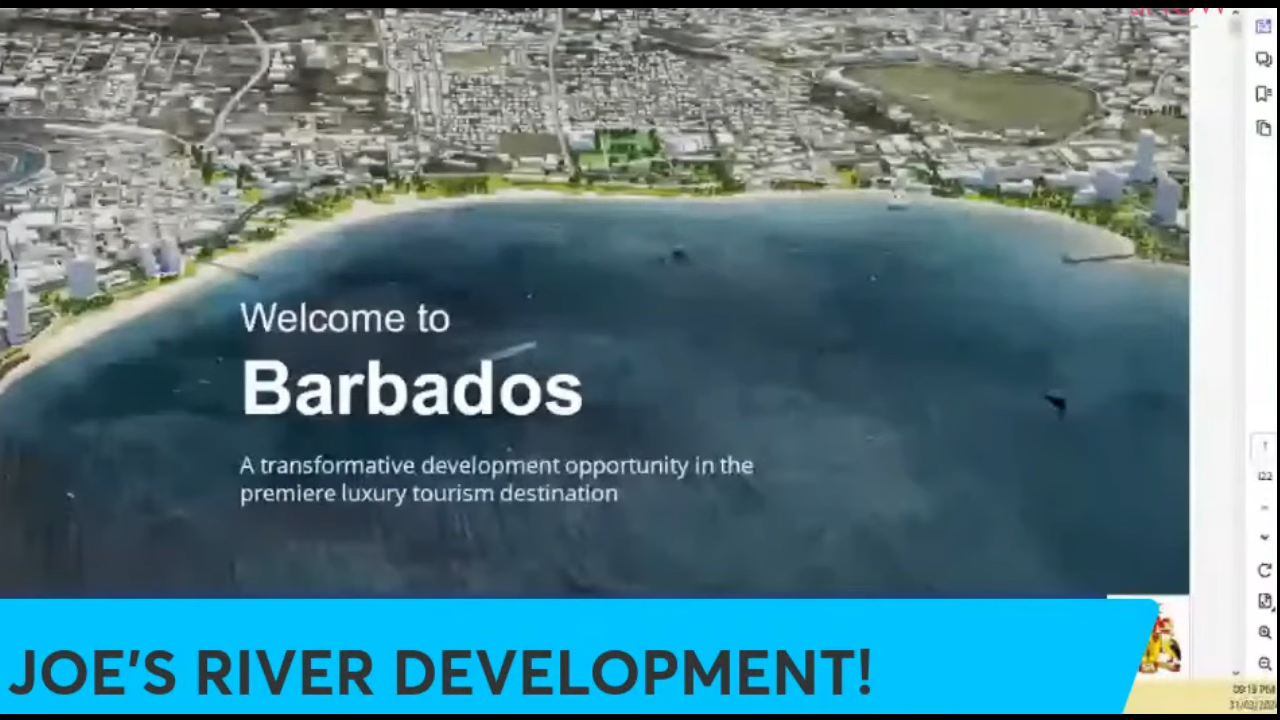 Welcome to
Barbados
A transformative development opportunity in the
premiere luxury tourism destination
JOE'S RIVER DEVELOPMENT!